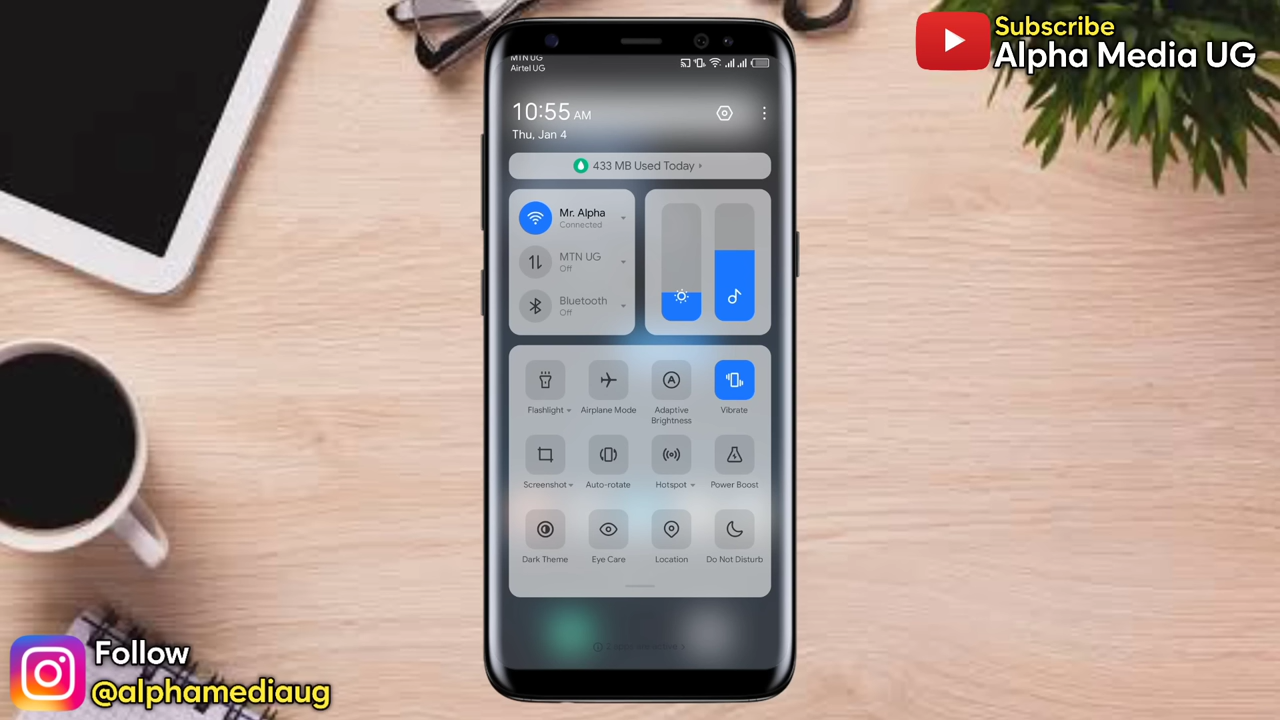 Subscribe
Alpha Media UG
MTN UG
Airtel UG
10:55 AM
Thu, Jan 4
433 MB Used Today
Mr. Alpha
Connected
MTN UG
Off
Bluetooth
Off
Flashlight
Airplane Mode
Adaptive
Brightness
Vibrate
Screenshot
Auto-rotate
Hotspot
Power Boost
Dark Theme
Eye Care
Location
Do Not Disturb
Follow
@alphamediaug